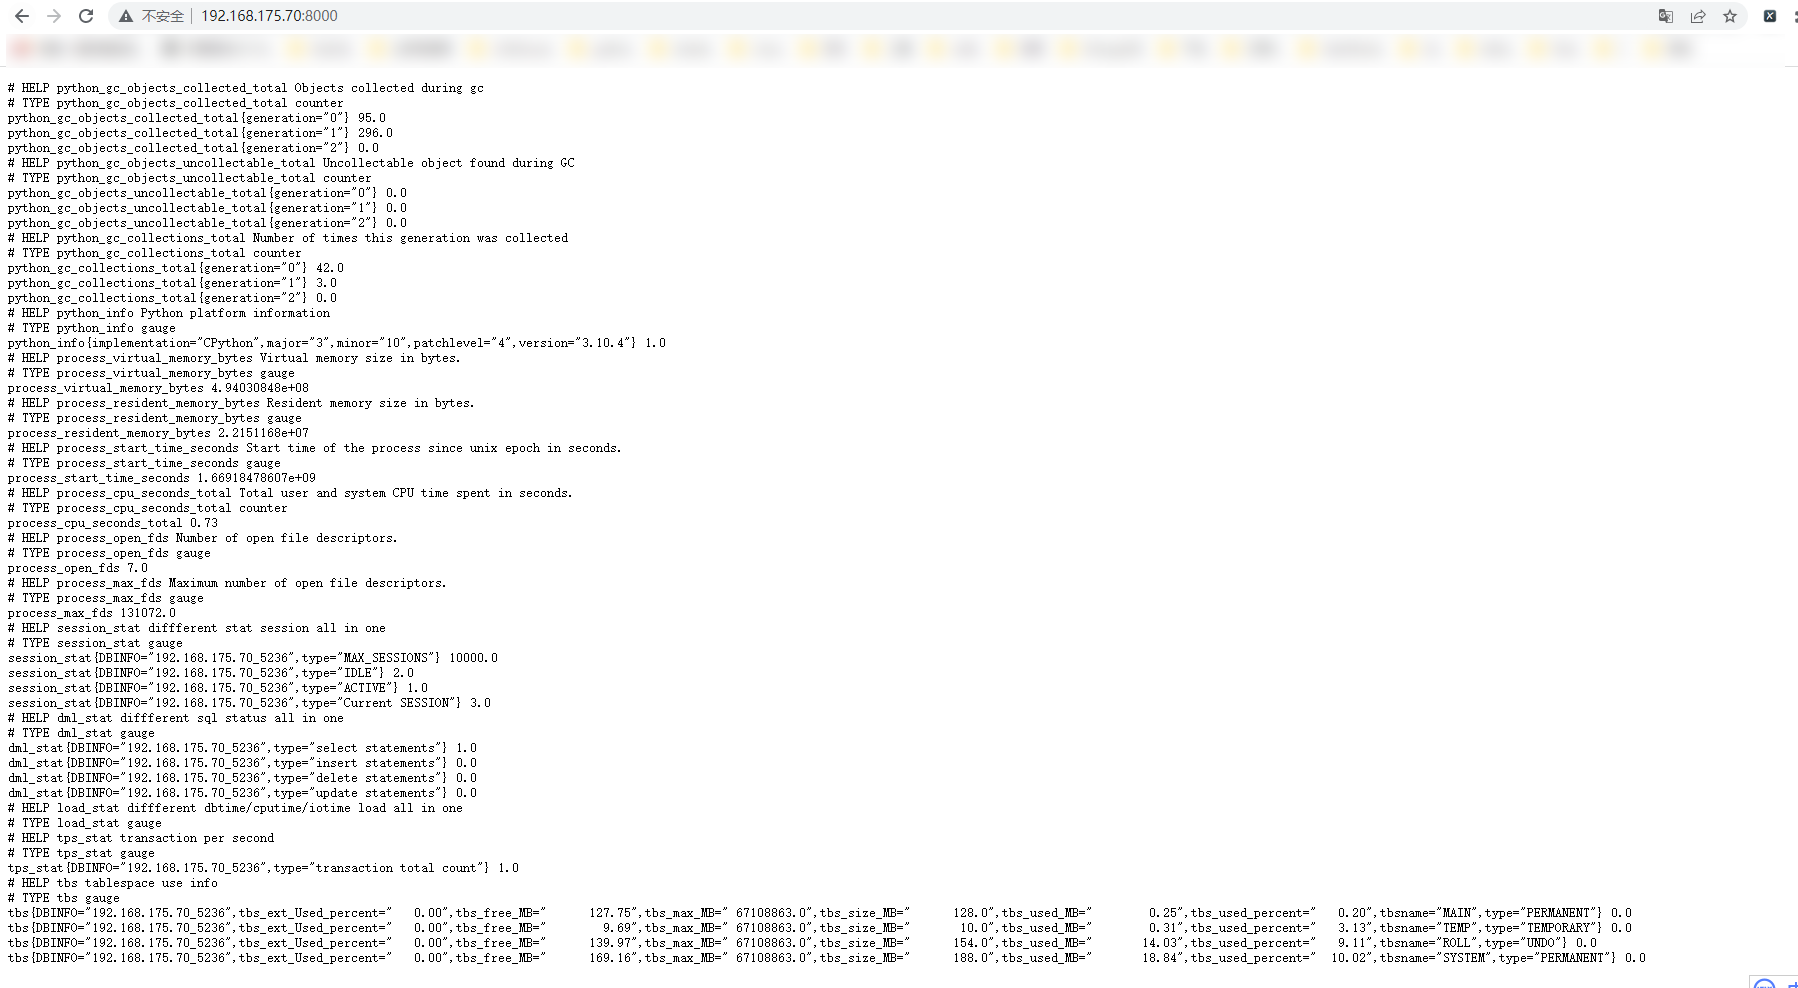 不安全 | 192.168.175.70:8000
# HELP python_gc_objects_collected_total Objects collected during gc
# TYPE python_gc_objects_collected_total counter
python_gc_objects_collected_total{generation="0"} 95.0
python_gc_objects_collected_total{generation="1"} 296.0
python_gc_objects_collected_total{generation="2"} 0.0
# HELP python_gc_objects_uncollectable_total Uncollectable object found during GC
# TYPE python_gc_objects_uncollectable_total counter
python_gc_objects_uncollectable_total{generation="0"} 0.0
python_gc_objects_uncollectable_total{generation="1"} 0.0
python_gc_objects_uncollectable_total{generation="2"} 0.0
# HELP python_gc_collections_total Number of times this generation was collected
# TYPE python_gc_collections_total counter
python_gc_collections_total{generation="0"} 42.0
python_gc_collections_total{generation="1"} 3.0
python_gc_collections_total{generation="2"} 0.0
# HELP python_info Python platform information
# TYPE python_info gauge
python_info{implementation="CPython",major="3",minor="10",patchlevel="4",version="3.10.4"} 1.0
# HELP process_virtual_memory_bytes Virtual memory size in bytes.
# TYPE process_virtual_memory_bytes gauge
process_virtual_memory_bytes 4.94030848e+08
# HELP process_resident_memory_bytes Resident memory size in bytes.
# TYPE process_resident_memory_bytes gauge
process_resident_memory_bytes 2.2151168e+07
# HELP process_start_time_seconds Start time of the process since unix epoch in seconds.
# TYPE process_start_time_seconds gauge
process_start_time_seconds 1.66918478607e+09
# HELP process_cpu_seconds_total Total user and system CPU time spent in seconds.
# TYPE process_cpu_seconds_total counter
process_cpu_seconds_total 0.73
# HELP process_open_fds Number of open file descriptors.
# TYPE process_open_fds gauge
process_open_fds 7.0
# HELP process_max_fds Maximum number of open file descriptors.
# TYPE process_max_fds gauge
process_max_fds 131072.0
# HELP session_stat diffferent stat session all in one
# TYPE session_stat gauge
session_stat{DBINFO="192.168.175.70_5236",type="MAX_SESSIONS"} 10000.0
session_stat{DBINFO="192.168.175.70_5236",type="IDLE"} 2.0
session_stat{DBINFO="192.168.175.70_5236",type="ACTIVE"} 1.0
session_stat{DBINFO="192.168.175.70_5236",type="Current SESSION"} 3.0
# HELP dml_stat diffferent sql status all in one
# TYPE dml_stat gauge
dml_stat{DBINFO="192.168.175.70_5236",type="select statements"} 1.0
dml_stat{DBINFO="192.168.175.70_5236",type="insert statements"} 0.0
dml_stat{DBINFO="192.168.175.70_5236",type="delete statements"} 0.0
dml_stat{DBINFO="192.168.175.70_5236",type="update statements"} 0.0
# HELP load_stat diffferent dbtime/cputime/iotime load all in one
# TYPE load_stat gauge
# HELP tps_stat transaction per second
# TYPE tps_stat gauge
tps_stat{DBINFO="192.168.175.70_5236",type="transaction total count"} 1.0
# HELP tbs tablespace use info
# TYPE tbs gauge
tbs{DBINFO="192.168.175.70_5236",tbs_ext_Used_percent="   0.00",tbs_free_MB="      127.75",tbs_max_MB=" 67108863.0",tbs_size_MB="      128.0",tbs_used_MB="        0.25",tbs_used_percent="   0.20",tbsname="MAIN",type="PERMANENT"} 0.0
tbs{DBINFO="192.168.175.70_5236",tbs_ext_Used_percent="   0.00",tbs_free_MB="        9.69",tbs_max_MB=" 67108863.0",tbs_size_MB="       10.0",tbs_used_MB="        0.31",tbs_used_percent="   3.13",tbsname="TEMP",type="TEMPORARY"} 0.0
tbs{DBINFO="192.168.175.70_5236",tbs_ext_Used_percent="   0.00",tbs_free_MB="      139.97",tbs_max_MB=" 67108863.0",tbs_size_MB="      154.0",tbs_used_MB="       14.03",tbs_used_percent="   9.11",tbsname="ROLL",type="UNDO"} 0.0
tbs{DBINFO="192.168.175.70_5236",tbs_ext_Used_percent="   0.00",tbs_free_MB="      169.16",tbs_max_MB=" 67108863.0",tbs_size_MB="      188.0",tbs_used_MB="       18.84",tbs_used_percent="  10.02",tbsname="SYSTEM",type="PERMANENT"} 0.0